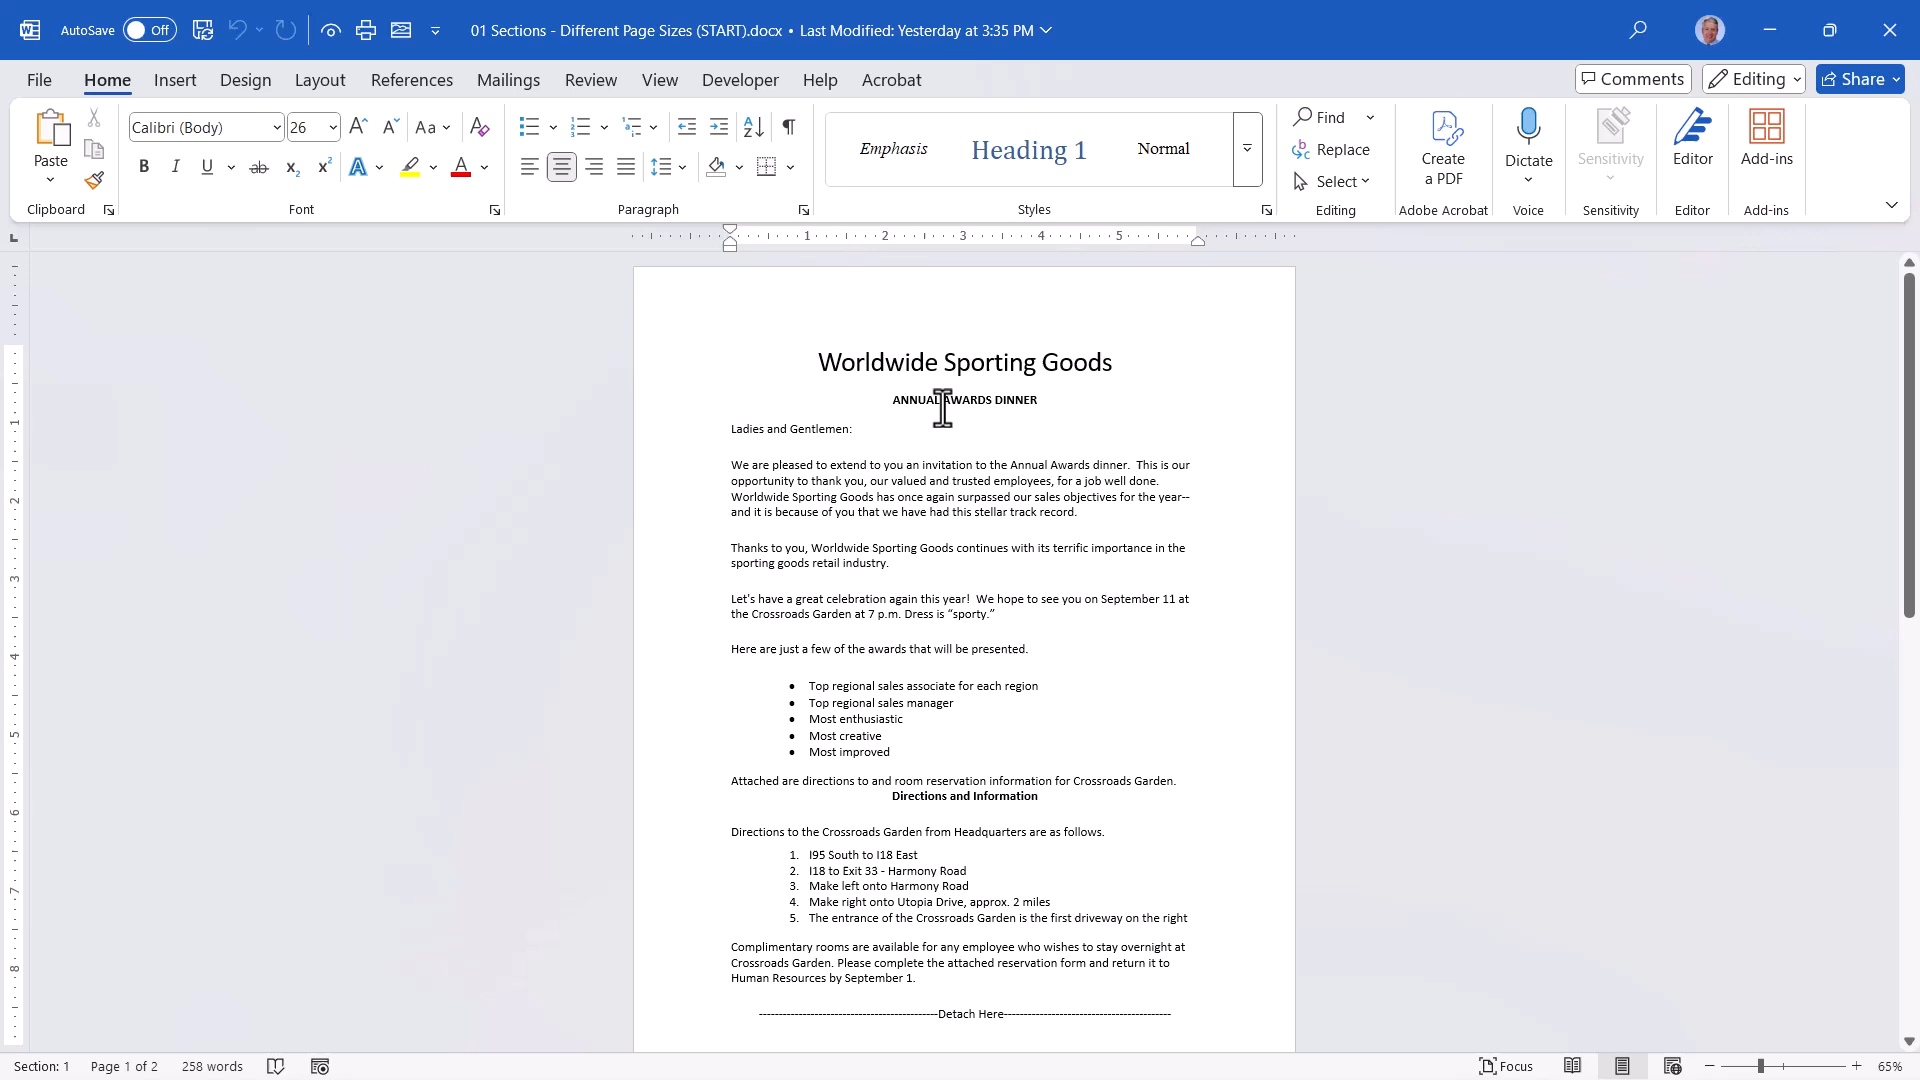 AutoSave Off 01 Sections - Different Page Sizes (START).docx • Last Modified: Yesterday at 3:35 PM
File Home Insert Design Layout References Mailings Review View Developer Help Acrobat Comments Editing Share
Paste
Clipboard
Calibri (Body) 26
Font
Paragraph
Emphasis Heading 1 Normal
Styles
Find
Replace
Select
Editing
Create
a PDF
Adobe Acrobat
Dictate
Voice
Sensitivity
Sensitivity
Editor
Editor
Add-ins
Add-ins
1 2 3 4 5
1
2
3
4
5
6
7
8
Worldwide Sporting Goods
ANNUAL AWARDS DINNER
Ladies and Gentlemen:
We are pleased to extend to you an invitation to the Annual Awards dinner. This is our
opportunity to thank you, our valued and trusted employees, for a job well done.
Worldwide Sporting Goods has once again surpassed our sales objectives for the year--
and it is because of you that we have had this stellar track record.
Thanks to you, Worldwide Sporting Goods continues with its terrific importance in the
sporting goods retail industry.
Let's have a great celebration again this year! We hope to see you on September 11 at
the Crossroads Garden at 7 p.m. Dress is “sporty.”
Here are just a few of the awards that will be presented.
• Top regional sales associate for each region
• Top regional sales manager
• Most enthusiastic
• Most creative
• Most improved
Attached are directions to and room reservation information for Crossroads Garden.
Directions and Information
Directions to the Crossroads Garden from Headquarters are as follows.
1. I95 South to I18 East
2. I18 to Exit 33 - Harmony Road
3. Make left onto Harmony Road
4. Make right onto Utopia Drive, approx. 2 miles
5. The entrance of the Crossroads Garden is the first driveway on the right
Complimentary rooms are available for any employee who wishes to stay overnight at
Crossroads Garden. Please complete the attached reservation form and return it to
Human Resources by September 1.
----------------------------------------------Detach Here-------------------------------------------
Section: 1 Page 1 of 2 258 words Focus 65%